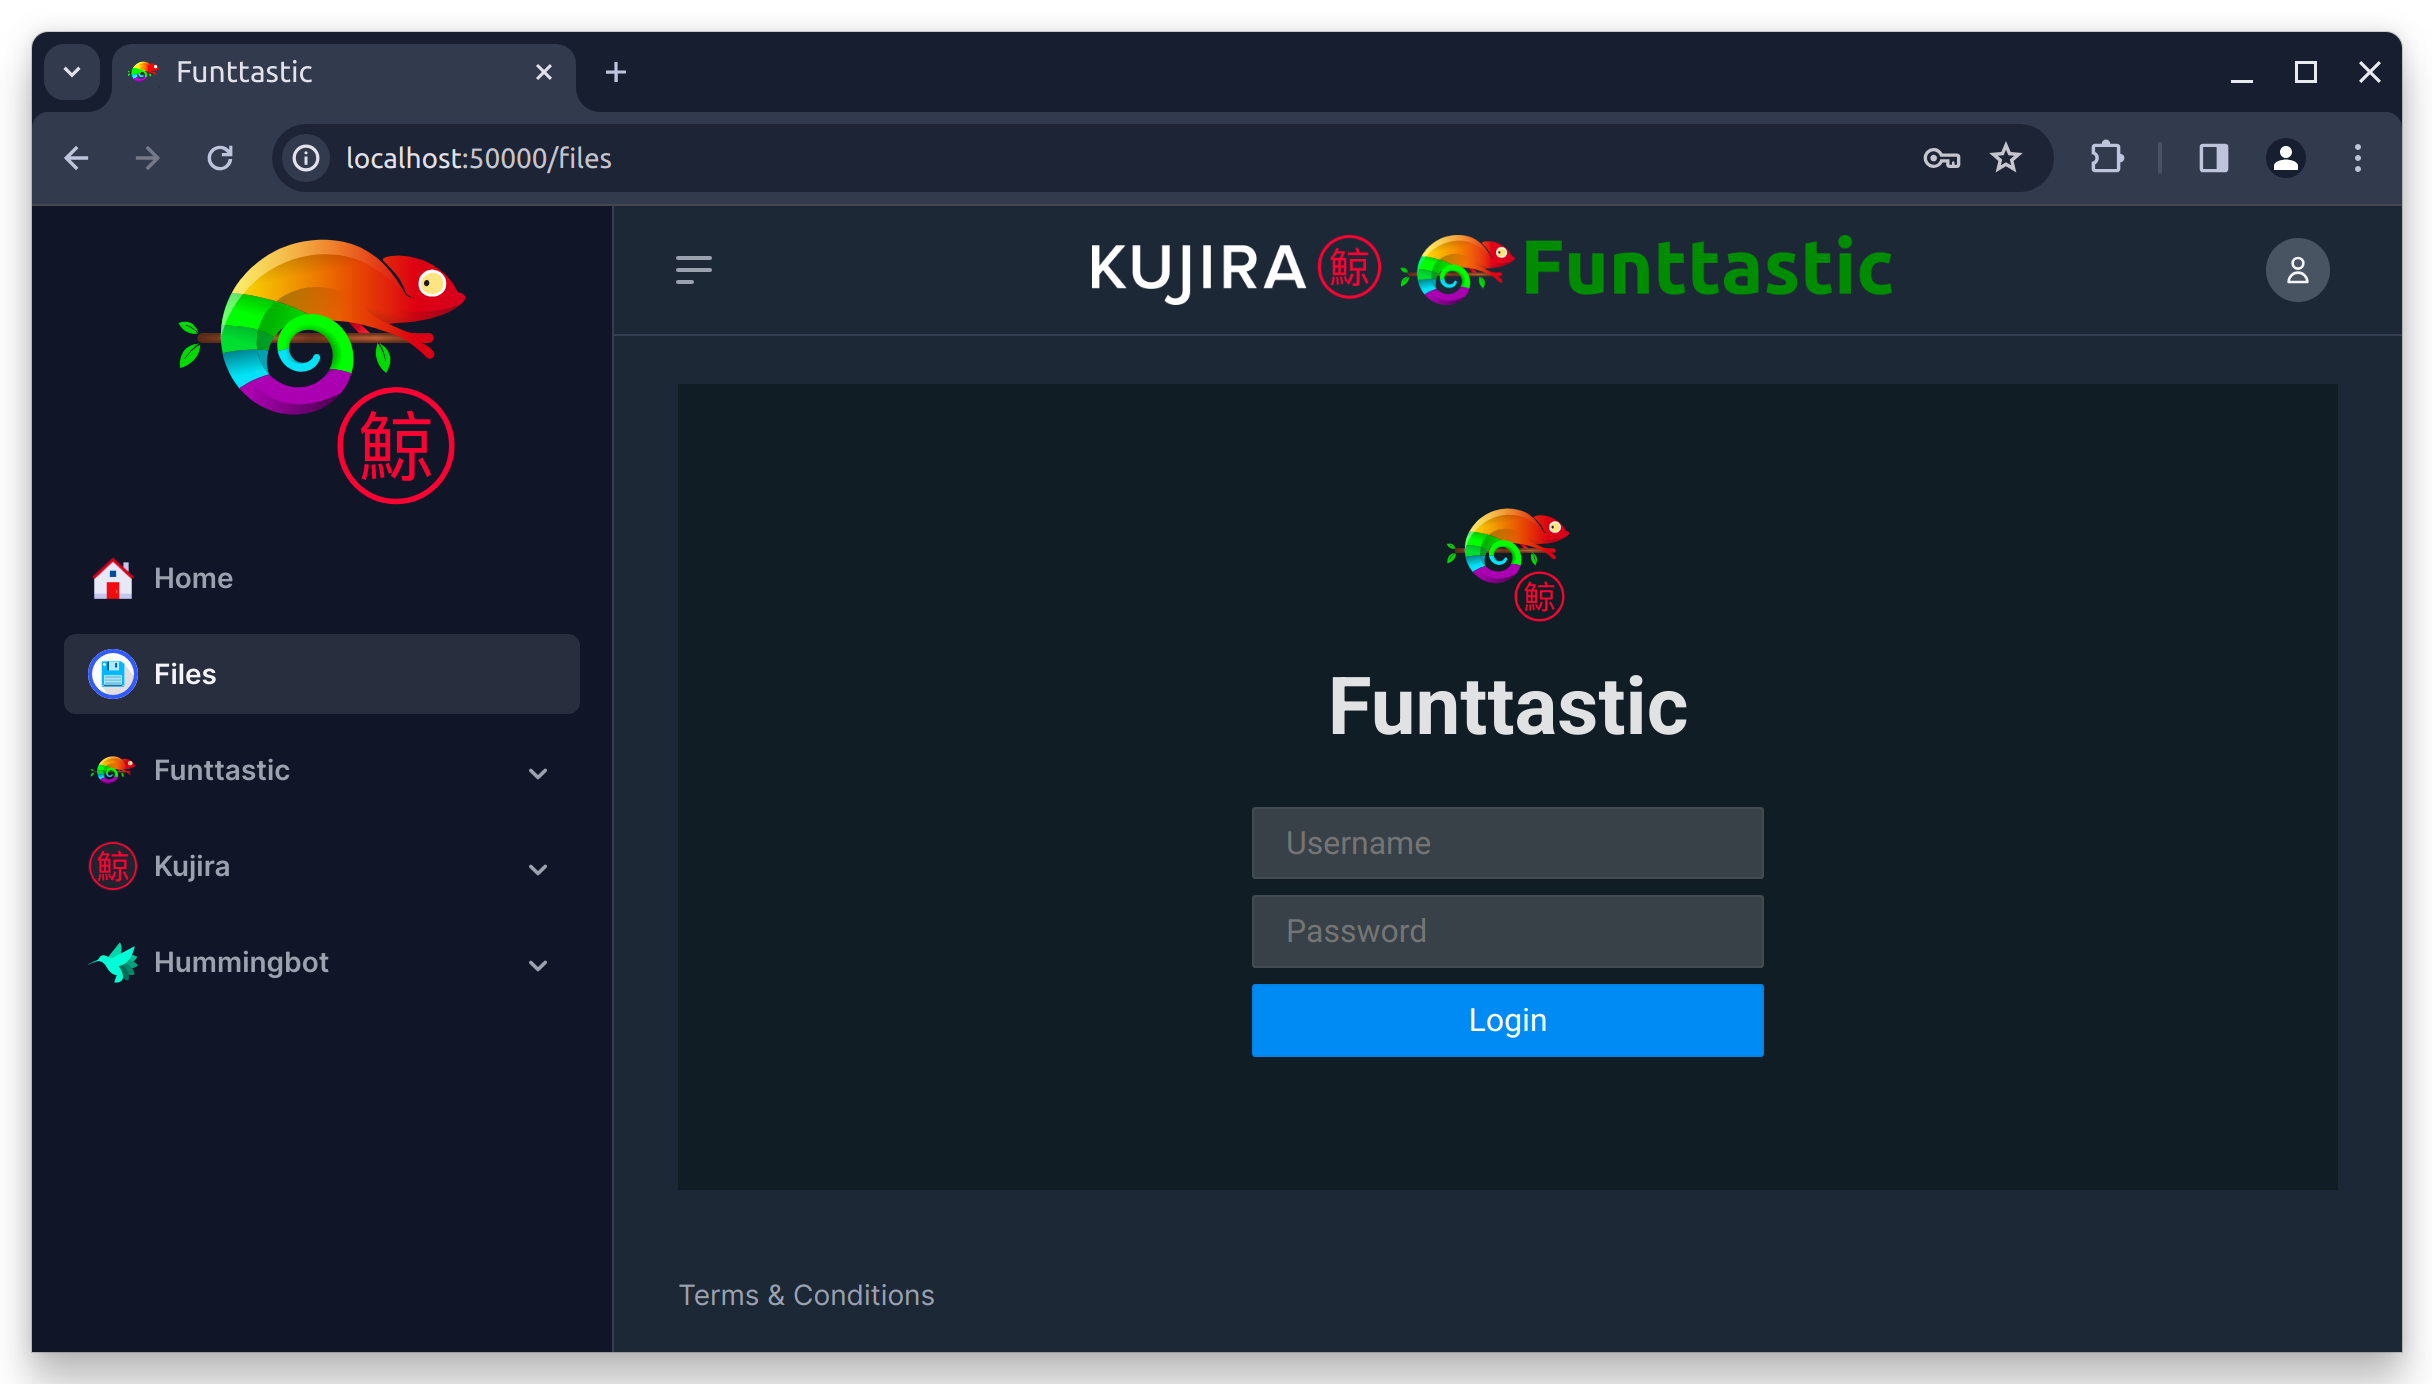 Funttastic
localhost:50000/files
鯨
Home
Files
Funttastic
Kujira
鯨
Hummingbot
KUJIRA 鯨 Funttastic
鯨
Funttastic
Username
Password
Login
Terms & Conditions